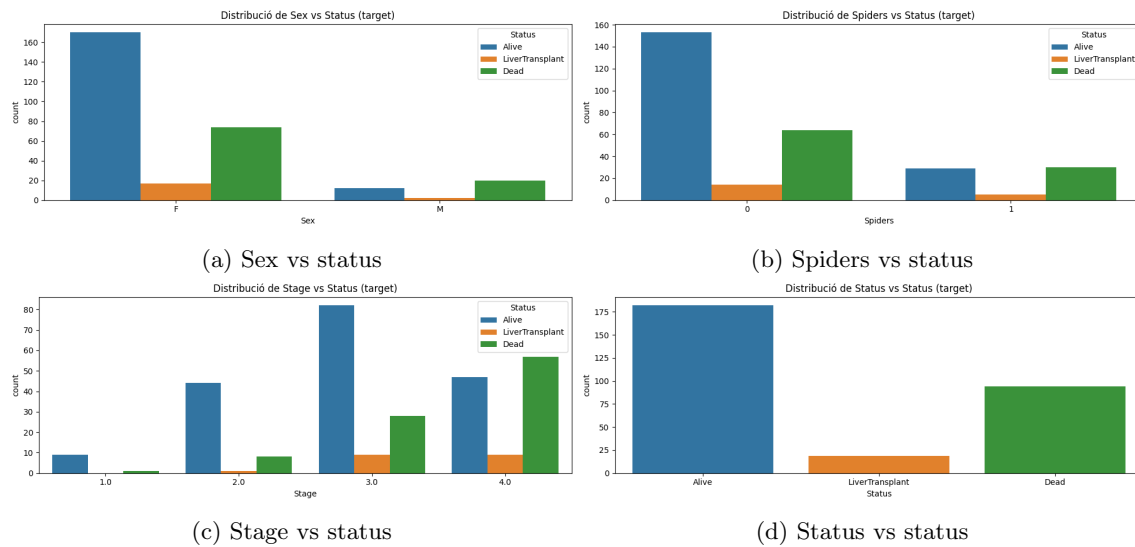 Distribució de Sex vs Status (target)
160
140
120
100
80
60
40
20
0
count
Status
Alive
LiverTransplant
Dead
F
M
Sex
(a) Sex vs status
Distribució de Spiders vs Status (target)
160
140
120
100
80
60
40
20
0
count
Status
Alive
LiverTransplant
Dead
0
1
Spiders
(b) Spiders vs status
Distribució de Stage vs Status (target)
80
70
60
50
40
30
20
10
0
count
Status
Alive
LiverTransplant
Dead
1.0
2.0
3.0
4.0
Stage
(c) Stage vs status
Distribució de Status vs Status (target)
175
150
125
100
75
50
25
0
count
Alive
LiverTransplant
Dead
Status
(d) Status vs status